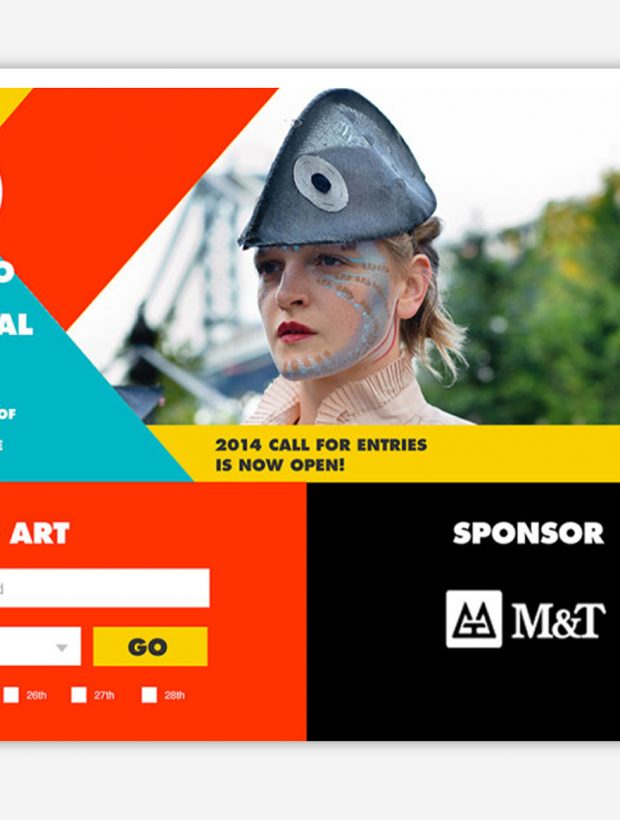 O
AL
OF
E
2014 CALL FOR ENTRIES
IS NOW OPEN!
ART
d
GO
26th 27th 28th
SPONSOR
M&T